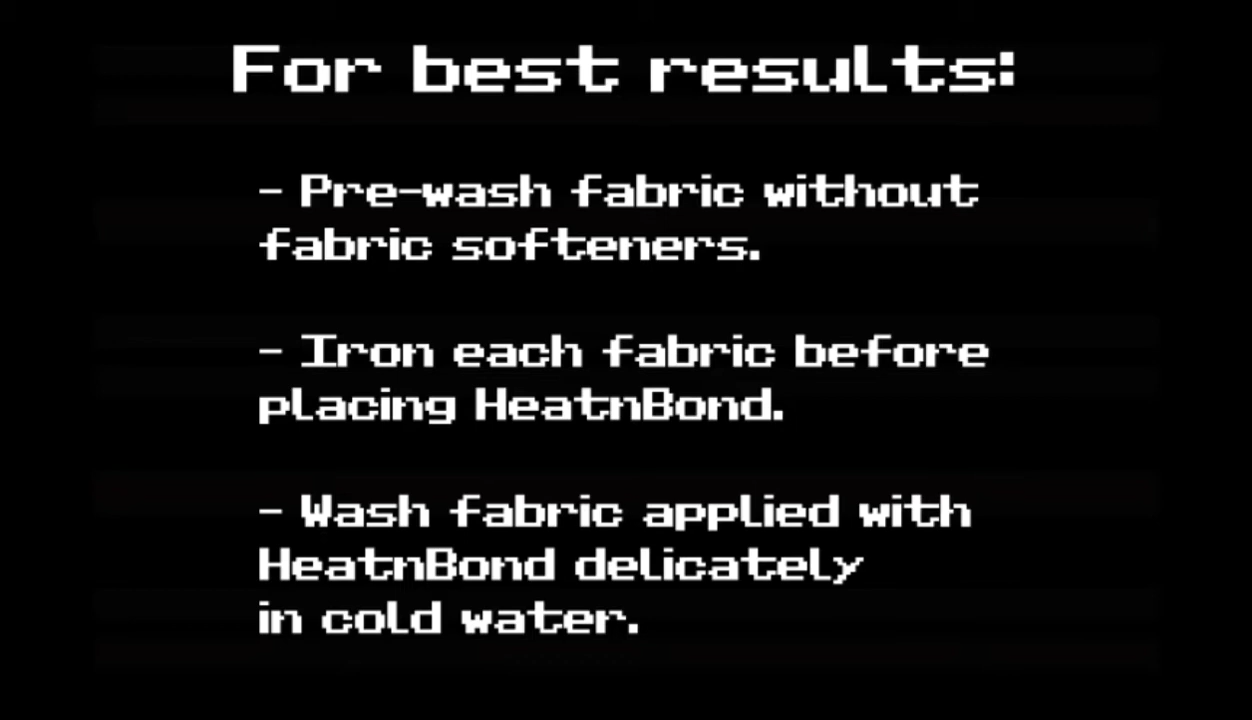 For best results:
- Pre-wash fabric without
fabric softeners.
- Iron each fabric before
placing HeatnBond.
- Wash fabric applied with
HeatnBond delicately
in cold water.